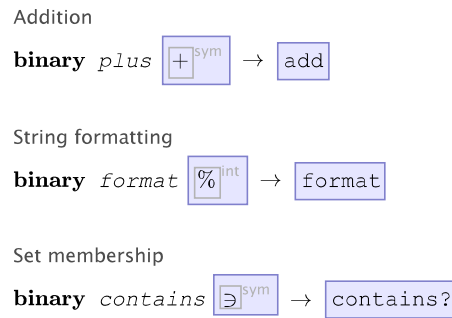 Addition
binary plus +sym → add
String formatting
binary format %int → format
Set membership
binary contains ∋sym → contains?